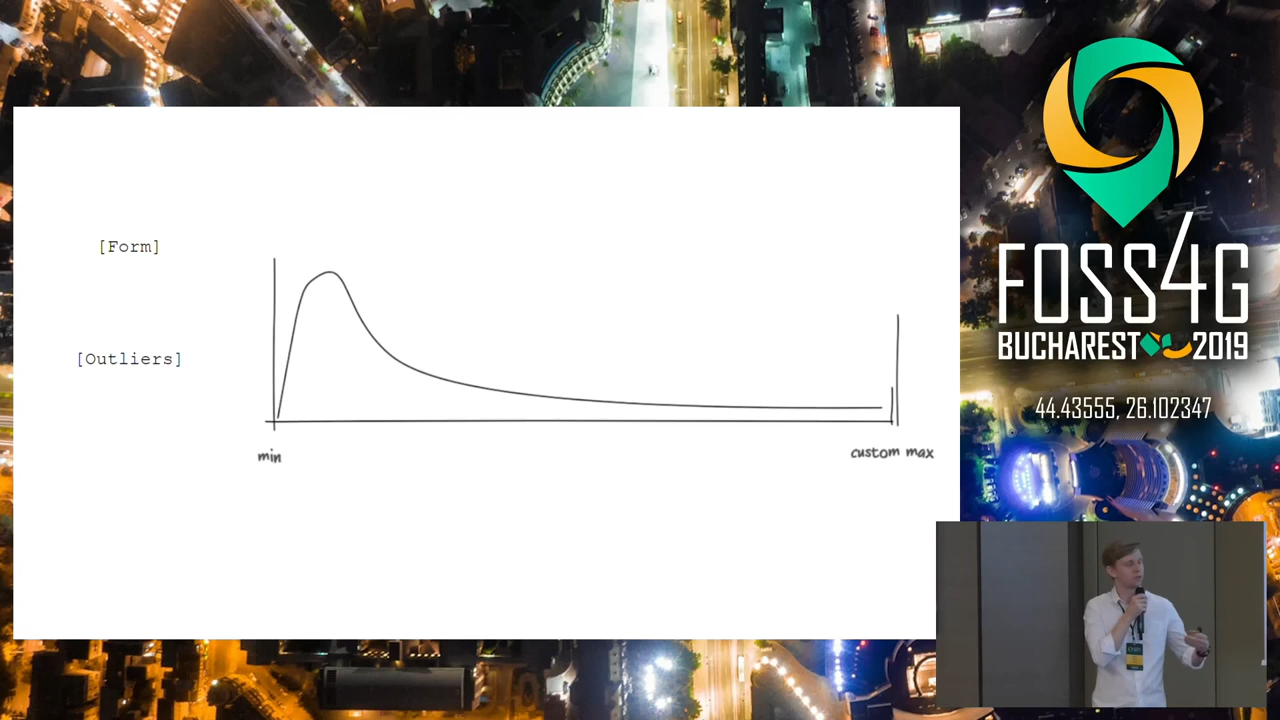 [Form]
[Outliers]
min
custom max
FOSS4G
BUCHAREST 2019
44.43555, 26.102347